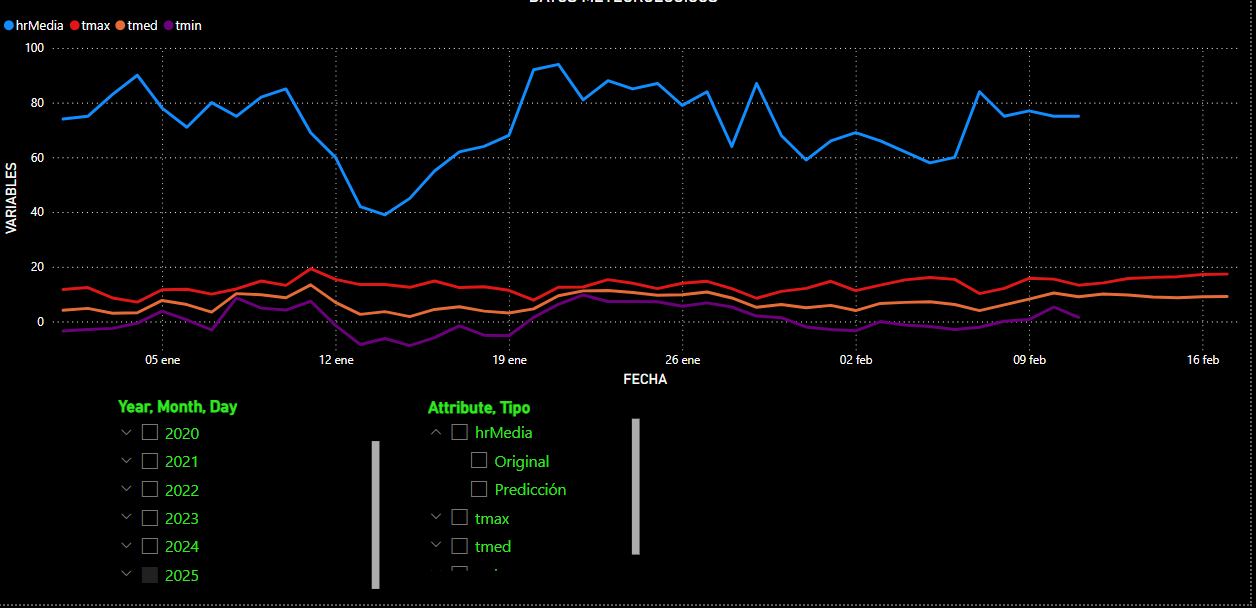 DATOS METEOROLÓGICOS
hrMedia tmax tmed tmin
100
80
60
40
20
0
VARIABLES
05 ene 12 ene 19 ene 26 ene 02 feb 09 feb 16 feb
FECHA
Year, Month, Day
2020
2021
2022
2023
2024
2025
Attribute, Tipo
hrMedia
Original
Predicción
tmax
tmed